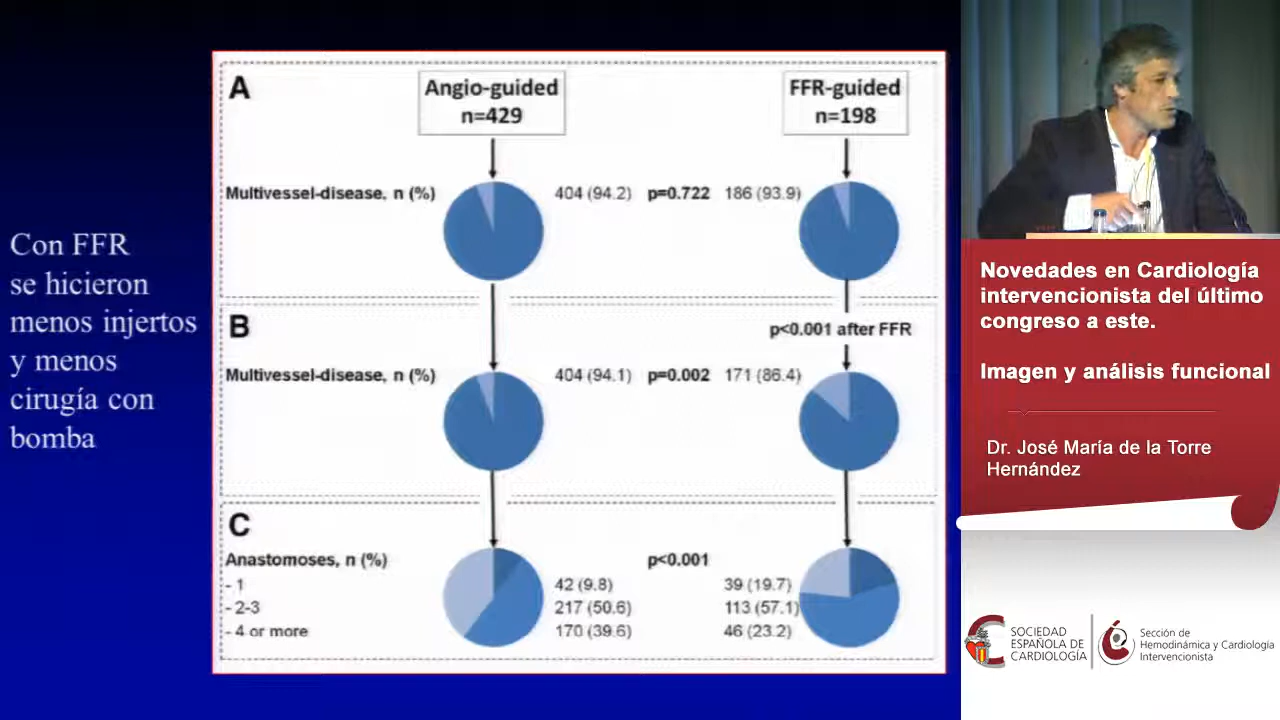 Con FFR
se hicieron
menos injertos
y menos
cirugía con
bomba
A
Angio-guided
n=429
FFR-guided
n=198
Multivessel-disease, n (%)
404 (94.2)
p=0.722
186 (93.9)
B
p<0.001 after FFR
Multivessel-disease, n (%)
404 (94.1)
p=0.002
171 (86.4)
C
Anastomoses, n (%)
p<0.001
- 1
42 (9.8)
39 (19.7)
- 2-3
217 (50.6)
113 (57.1)
- 4 or more
170 (39.6)
46 (23.2)
Novedades en Cardiología
intervencionista del último
congreso a este.
Imagen y análisis funcional
Dr. José María de la Torre
Hernández
SOCIEDAD
ESPAÑOLA DE
CARDIOLOGÍA
Sección de
Hemodinámica y Cardiología
Intervencionista